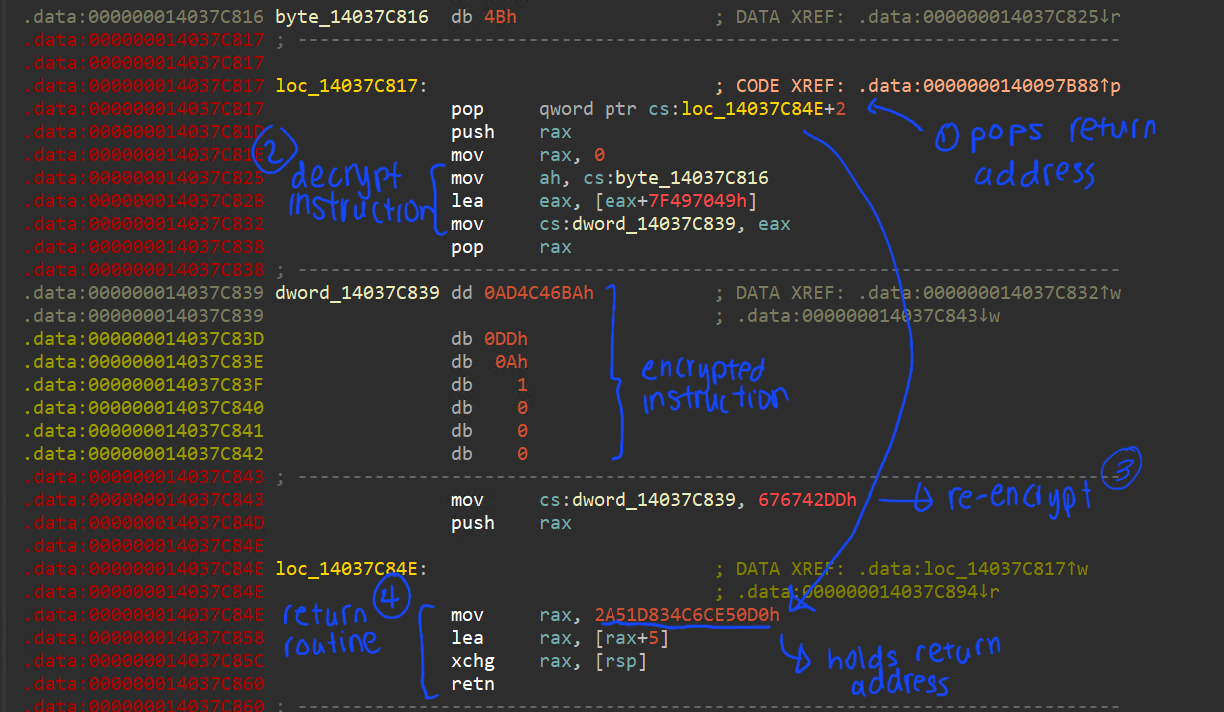 .data:000000014037C816 byte_14037C816 db 4Bh ; DATA XREF: .data:000000014037C825↓r
.data:000000014037C817 ; ---------------------------------------------------------------------------
.data:000000014037C817
.data:000000014037C817 loc_14037C817: ; CODE XREF: .data:0000000140097B88↑p
.data:000000014037C817 pop qword ptr cs:loc_14037C84E+2
① pops return address
.data:000000014037C81D push rax
.data:000000014037C81E mov rax, 0
② decrypt instruction
.data:000000014037C825 mov ah, cs:byte_14037C816
.data:000000014037C82B lea eax, [eax+7F497049h]
.data:000000014037C832 mov cs:dword_14037C839, eax
.data:000000014037C838 pop rax
.data:000000014037C838 ; ---------------------------------------------------------------------------
.data:000000014037C839 dword_14037C839 dd 0AD4C46BAh ; DATA XREF: .data:000000014037C832↑w
.data:000000014037C839 ; .data:000000014037C843↓w
.data:000000014037C83D db 0DDh
.data:000000014037C83E db 0Ah
encrypted instruction
.data:000000014037C83F db 1
.data:000000014037C840 db 0
.data:000000014037C841 db 0
.data:000000014037C842 db 0
.data:000000014037C843 ; ---------------------------------------------------------------------------
.data:000000014037C843 mov cs:dword_14037C839, 676742DDh
re-encrypt ③
.data:000000014037C84D push rax
.data:000000014037C84E
.data:000000014037C84E loc_14037C84E: ; DATA XREF: .data:loc_14037C817↑w
.data:000000014037C84E ; .data:000000014037C894↓r
.data:000000014037C84E mov rax, 2A51D834C6CE50D0h
return routine ④
.data:000000014037C858 lea rax, [rax+5]
.data:000000014037C85C xchg rax, [rsp]
holds return address
.data:000000014037C860 retn
.data:000000014037C860 ; ---------------------------------------------------------------------------